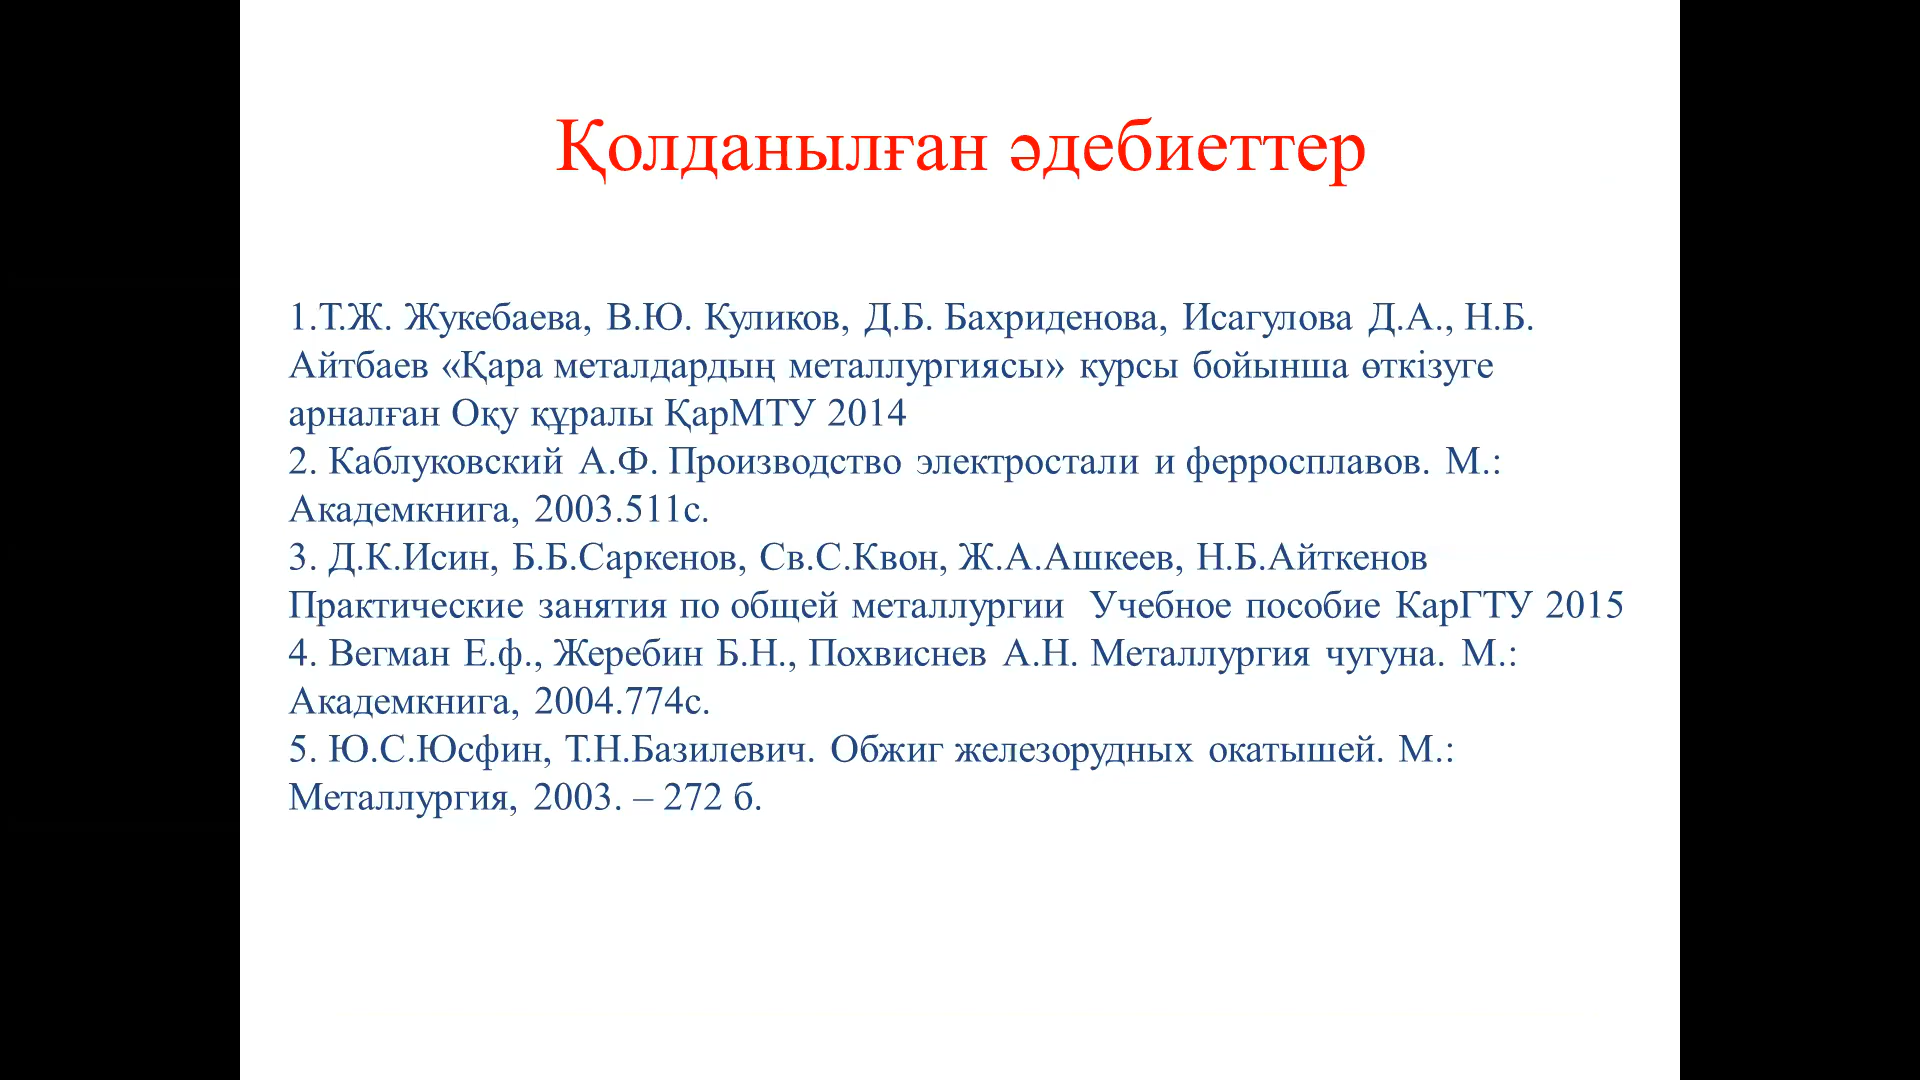 Қолданылған әдебиеттер
1.Т.Ж. Жукебаева, В.Ю. Куликов, Д.Б. Бахриденова, Исагулова Д.А., Н.Б.
Айтбаев «Қара металдардың металлургиясы» курсы бойынша өткізуге
арналған Оқу құралы ҚарМТУ 2014
2. Каблуковский А.Ф. Производство электростали и ферросплавов. М.:
Академкнига, 2003.511с.
3. Д.К.Исин, Б.Б.Саркенов, Св.С.Квон, Ж.А.Ашкеев, Н.Б.Айткенов
Практические занятия по общей металлургии Учебное пособие КарГТУ 2015
4. Вегман Е.ф., Жеребин Б.Н., Похвиснев А.Н. Металлургия чугуна. М.:
Академкнига, 2004.774с.
5. Ю.С.Юсфин, Т.Н.Базилевич. Обжиг железорудных окатышей. М.:
Металлургия, 2003. – 272 б.